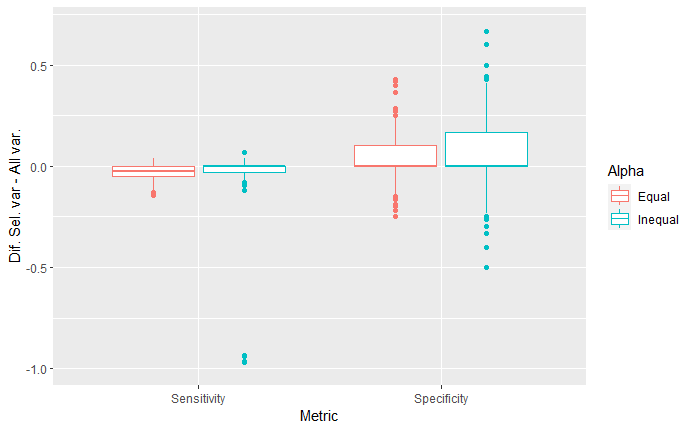 Dif. Sel. var - All var.
0.5
0.0
-0.5
-1.0
Sensitivity
Specificity
Metric
Alpha
Equal
Inequal